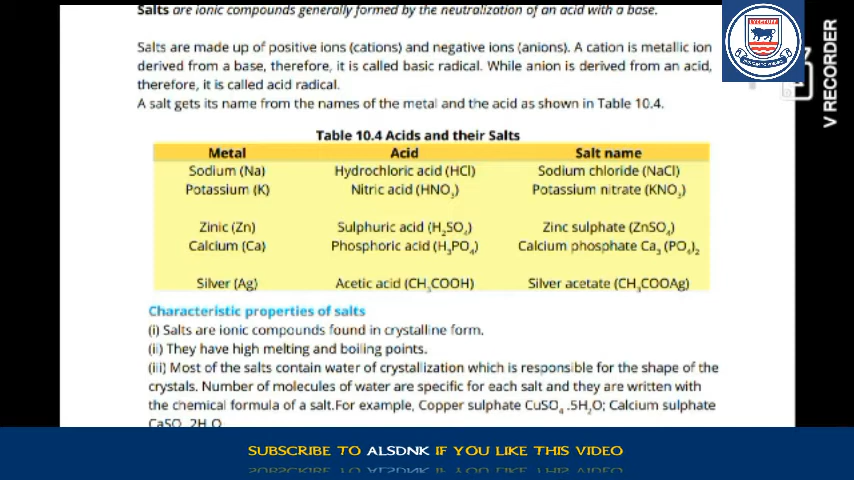 Salts are ionic compounds generally formed by the neutralization of an acid with a base.
Salts are made up of positive ions (cations) and negative ions (anions). A cation is metallic ion
derived from a base, therefore, it is called basic radical. While anion is derived from an acid,
therefore, it is called acid radical.
A salt gets its name from the names of the metal and the acid as shown in Table 10.4.
Table 10.4 Acids and their Salts
Metal Acid Salt name
Sodium (Na) Hydrochloric acid (HCl) Sodium chloride (NaCl)
Potassium (K) Nitric acid (HNO₃) Potassium nitrate (KNO₃)
Zinic (Zn) Sulphuric acid (H₂SO₄) Zinc sulphate (ZnSO₄)
Calcium (Ca) Phosphoric acid (H₃PO₄) Calcium phosphate Ca₃ (PO₄)₂
Silver (Ag) Acetic acid (CH₃COOH) Silver acetate (CH₃COOAg)
Characteristic properties of salts
(i) Salts are ionic compounds found in crystalline form.
(ii) They have high melting and boiling points.
(iii) Most of the salts contain water of crystallization which is responsible for the shape of the
crystals. Number of molecules of water are specific for each salt and they are written with
the chemical formula of a salt.For example, Copper sulphate CuSO₄ .5H₂O; Calcium sulphate
CaSO 2H₂O
V RECORDER
SUBSCRIBE TO ALSDNK IF YOU LIKE THIS VIDEO